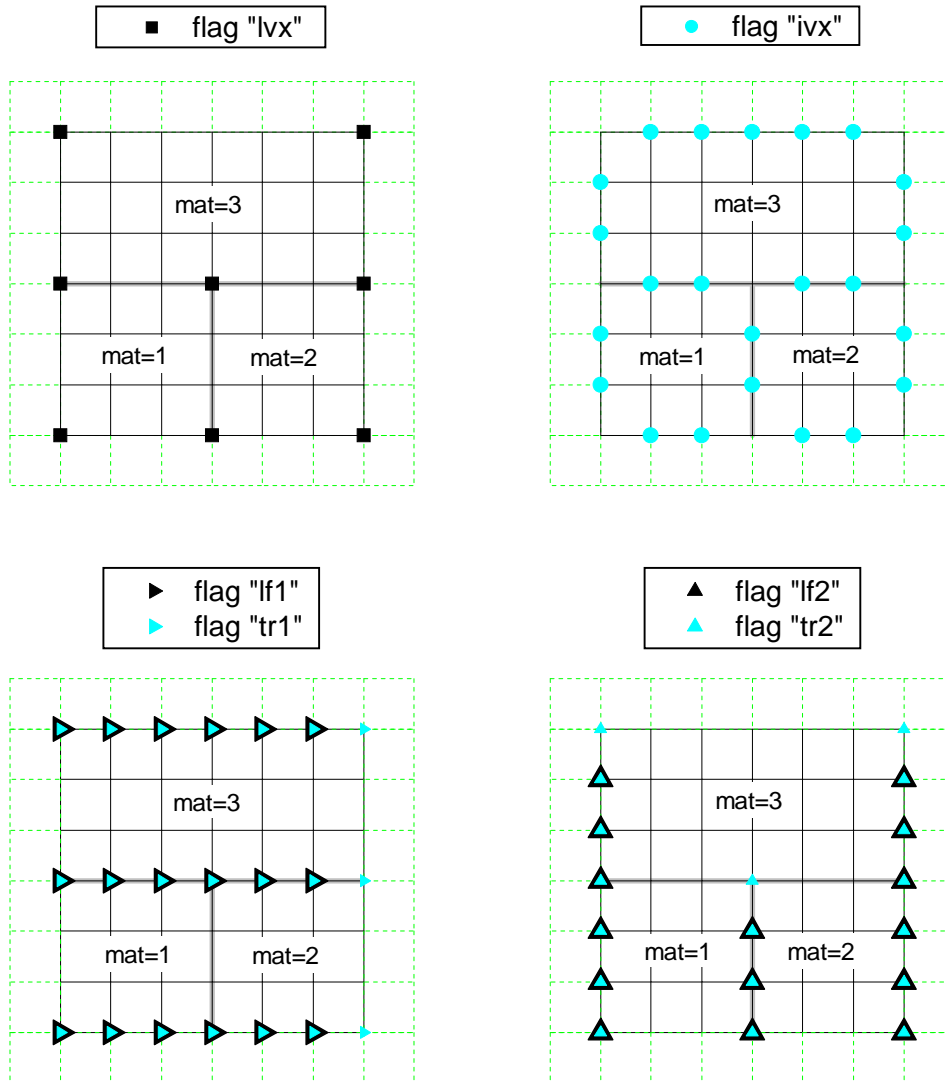 flag "lvx"
flag "ivx"
mat=3
mat=1
mat=2
mat=3
mat=1
mat=2
flag "lf1"
flag "tr1"
flag "lf2"
flag "tr2"
mat=3
mat=1
mat=2
mat=3
mat=1
mat=2